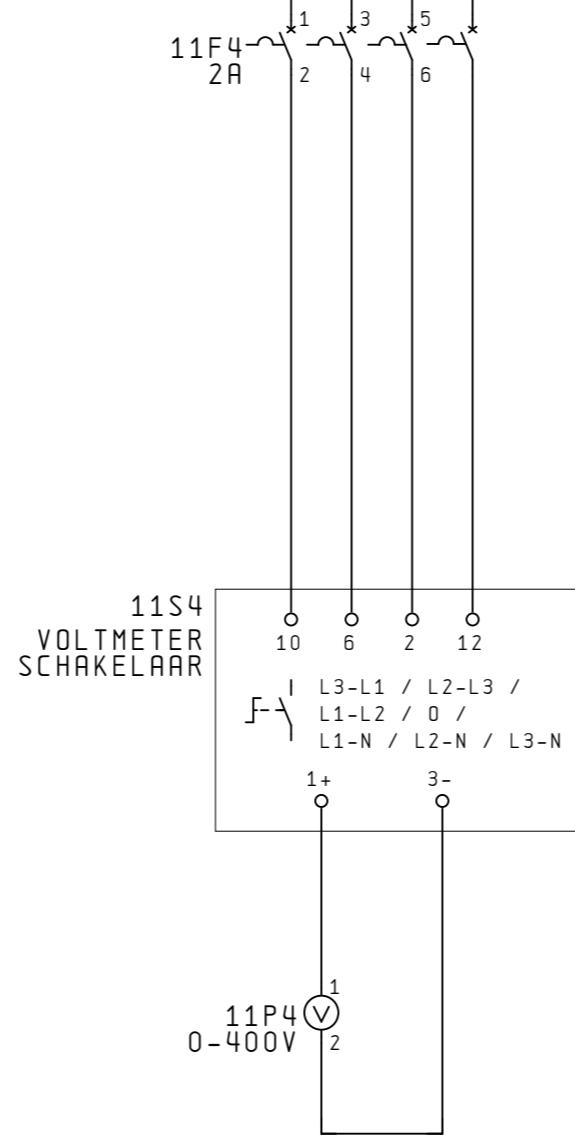 1 3 5
11F4
2A
2 4 6
11S4
VOLTMETER
SCHAKELAAR
10 6 2 12
L3-L1 / L2-L3 /
L1-L2 / 0 /
L1-N / L2-N / L3-N
1+ 3-
1
11P4
V
0-400V
2